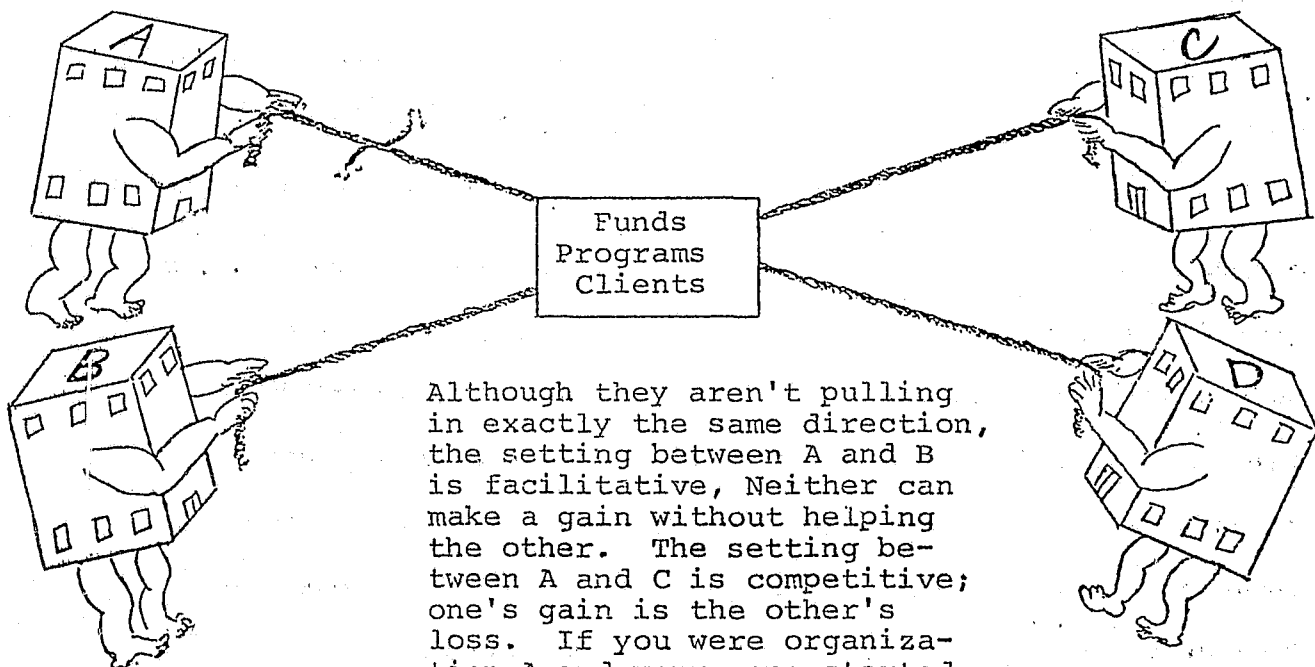 A
C
Funds
Programs
Clients
B
D
Although they aren't pulling
in exactly the same direction,
the setting between A and B
is facilitative, Neither can
make a gain without helping
the other. The setting be-
tween A and C is competitive;
one's gain is the other's
loss. If you were organiza-